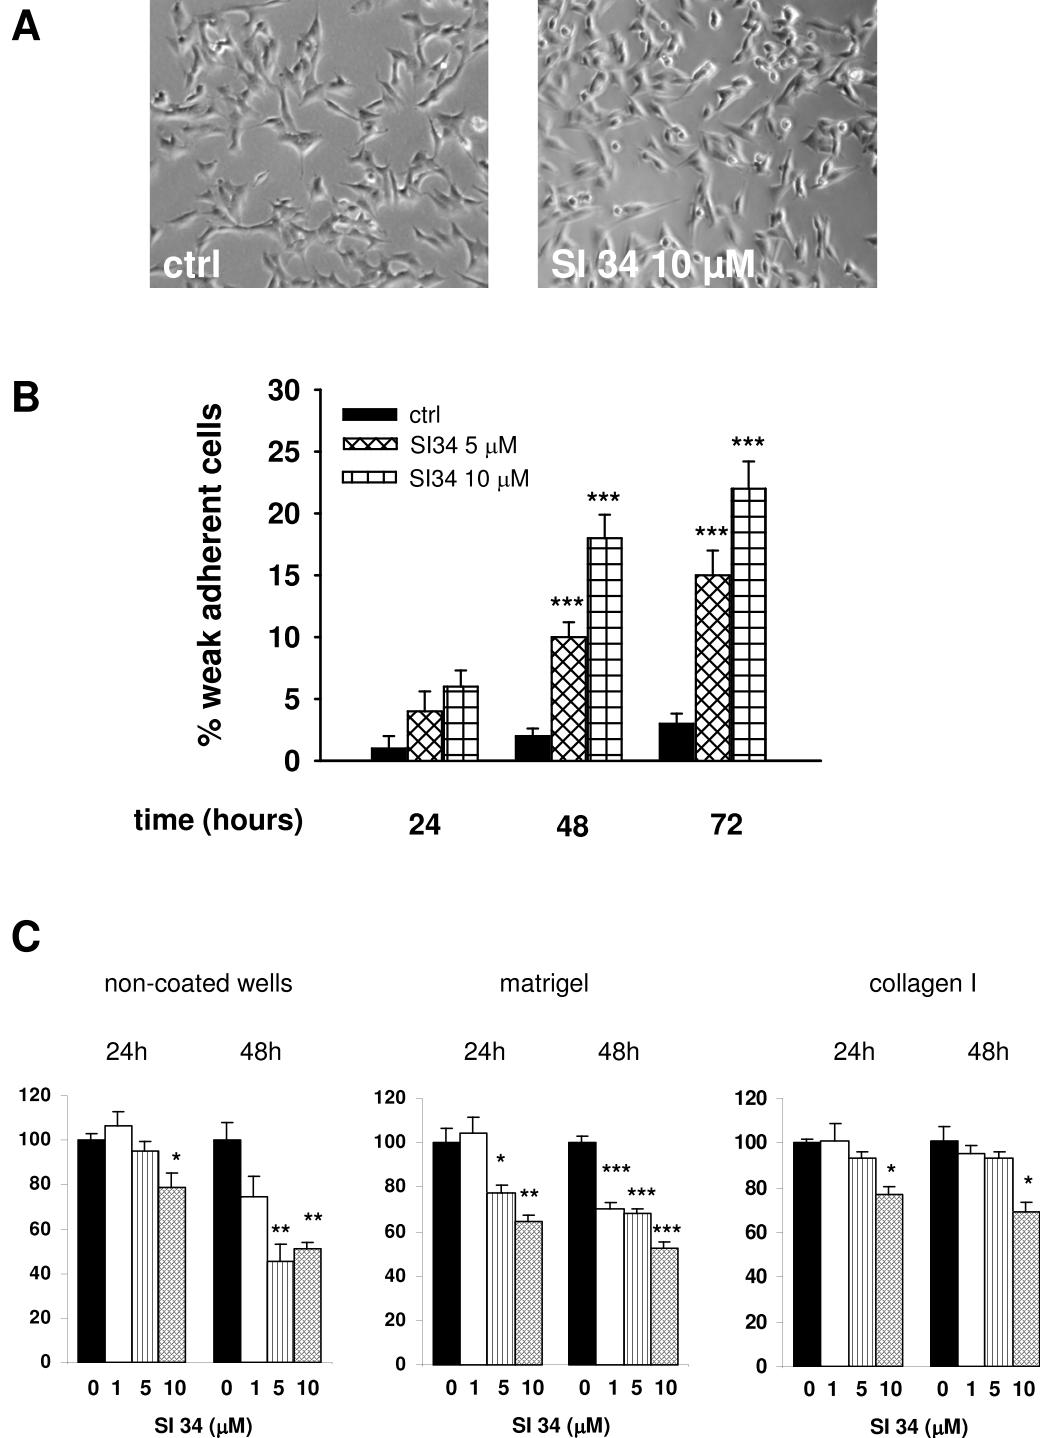 A
ctrl
SI 34 10 µM
B
30
25
20
15
10
5
0
% weak adherent cells
ctrl
SI34 5 µM
SI34 10 µM
***
***
***
***
time (hours) 24 48 72
C
non-coated wells matrigel collagen I
24h 48h 24h 48h 24h 48h
120
100
80
60
40
20
0
* ** **
0 1 5 10 0 1 5 10
SI 34 (µM)
120
100
80
60
40
20
0
* ** *** *** ***
0 1 5 10 0 1 5 10
SI 34 (µM)
120
100
80
60
40
20
0
* *
0 1 5 10 0 1 5 10
SI 34 (µM)